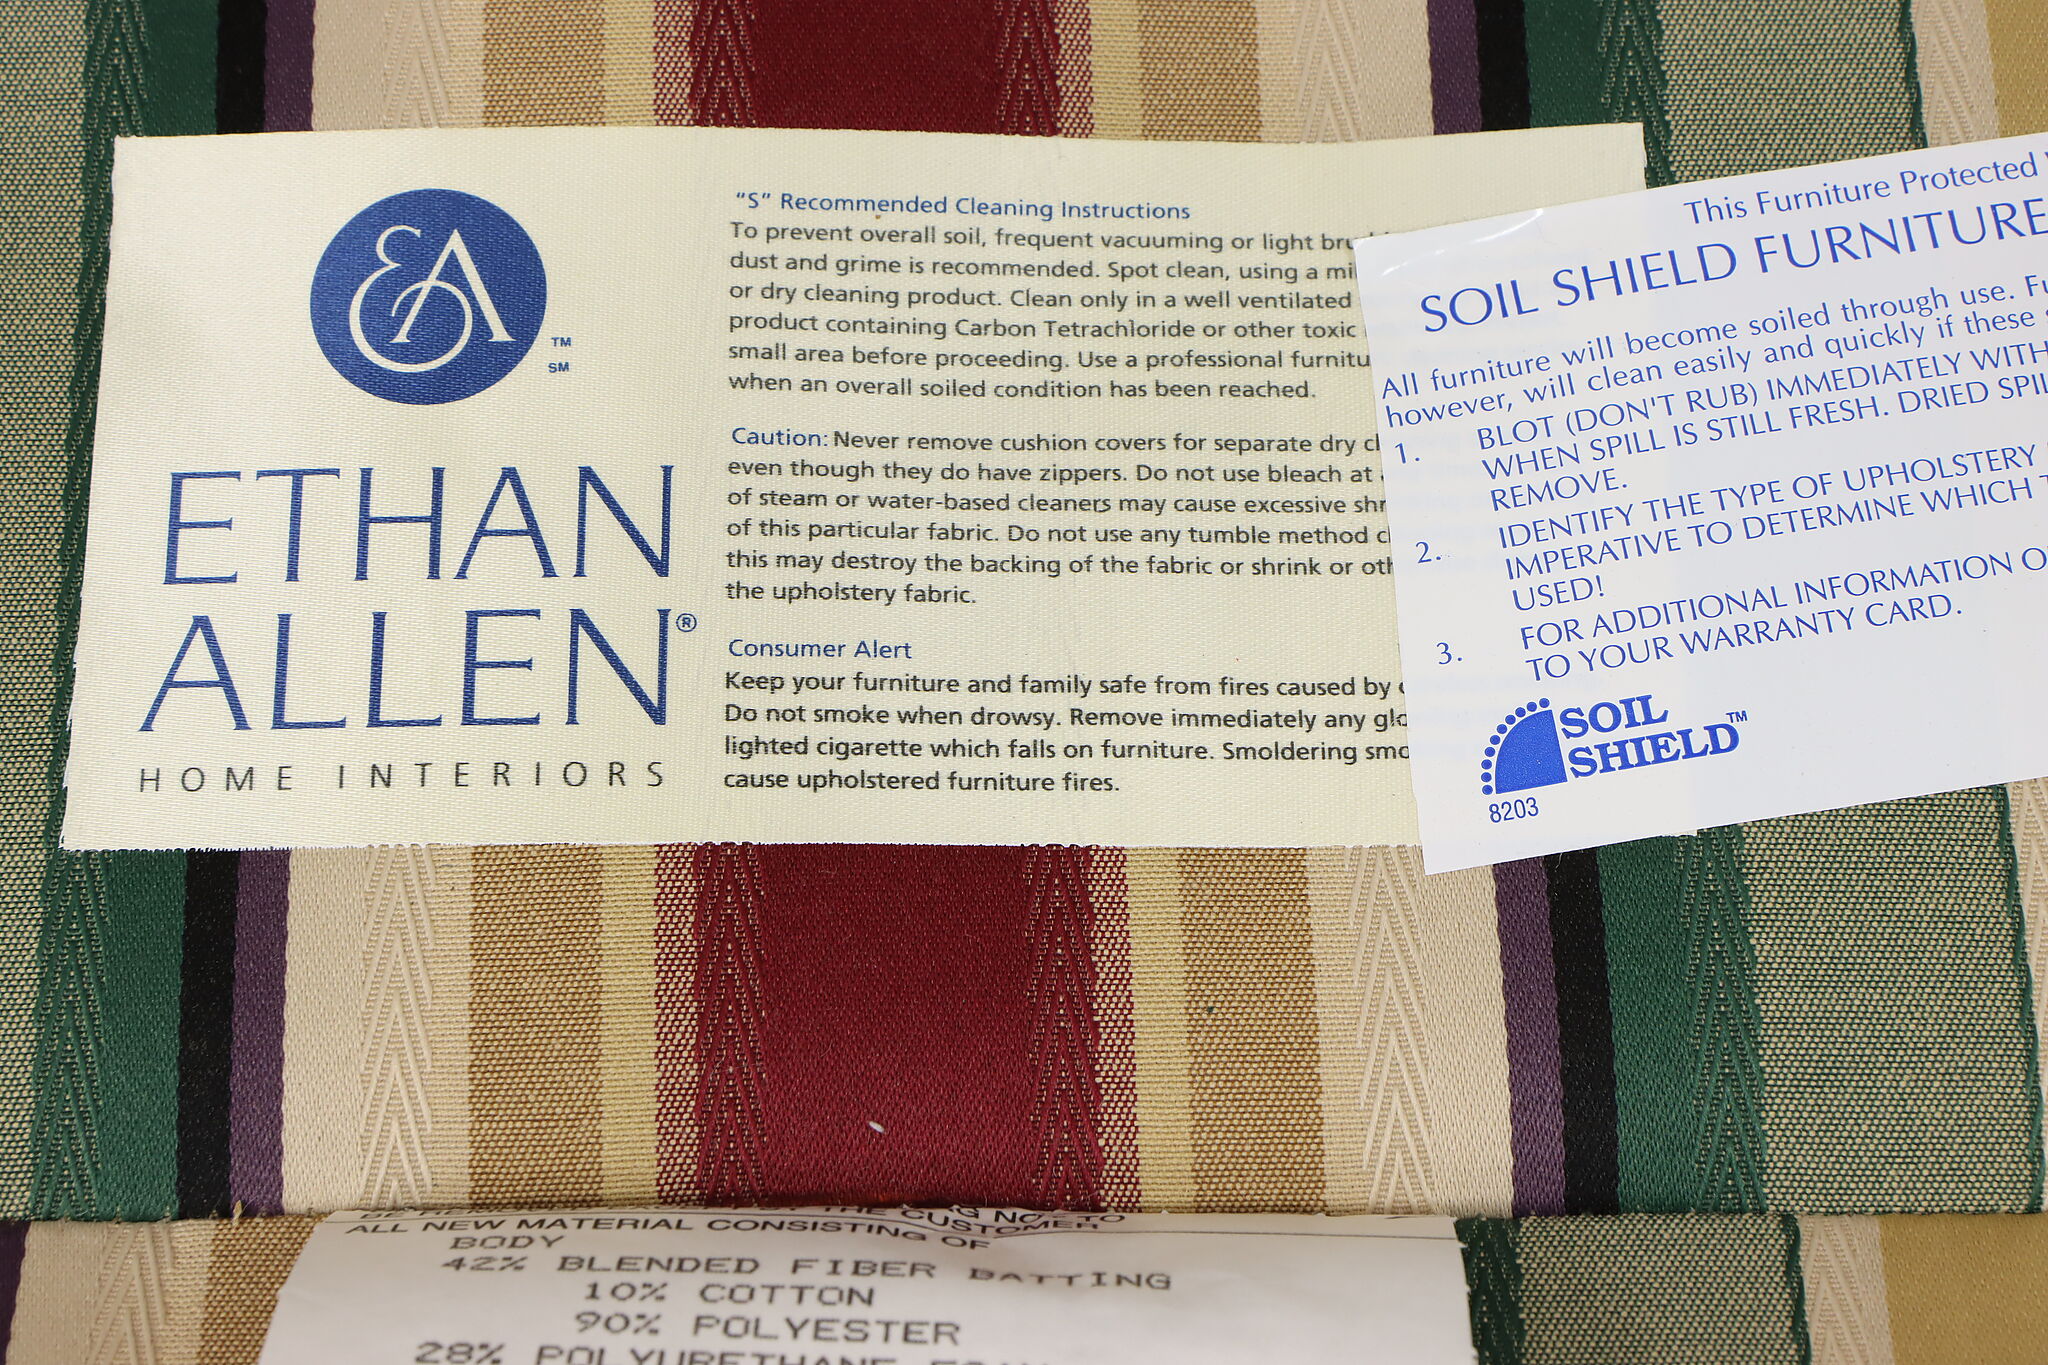 EA
TM
SM
ETHAN
ALLEN®
HOME INTERIORS
"S" Recommended Cleaning Instructions
To prevent overall soil, frequent vacuuming or light
dust and grime is recommended. Spot clean, using a
or dry cleaning product. Clean only in a well ventilated
product containing Carbon Tetrachloride or other toxic
small area before proceeding. Use a professional
when an overall soiled condition has been reached.
Caution: Never remove cushion covers for separate dry
even though they do have zippers. Do not use bleach at
of steam or water-based cleaners may cause excessive
of this particular fabric. Do not use any tumble method
this may destroy the backing of the fabric or shrink or
the upholstery fabric.
Consumer Alert
Keep your furniture and family safe from fires caused by
Do not smoke when drowsy. Remove immediately any
lighted cigarette which falls on furniture. Smoldering
cause upholstered furniture fires.
This Furniture Protected
SOIL SHIELD FURNITURE
All furniture will become soiled through use.
however, will clean easily and quickly if these
1. BLOT (DON'T RUB) IMMEDIATELY WITH
WHEN SPILL IS STILL FRESH. DRIED
REMOVE.
2. IDENTIFY THE TYPE OF UPHOLSTERY
IMPERATIVE TO DETERMINE WHICH
USED!
3. FOR ADDITIONAL INFORMATION
TO YOUR WARRANTY CARD.
SOIL
SHIELD™
8203
THE CUSTOMER
ALL NEW MATERIAL CONSISTING OF
BODY
42% BLENDED FIBER BATTING
10% COTTON
90% POLYESTER
28% POLYURETHANE